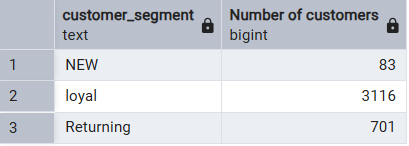 customer_segment Number of customers
text bigint
1 NEW 83
2 loyal 3116
3 Returning 701